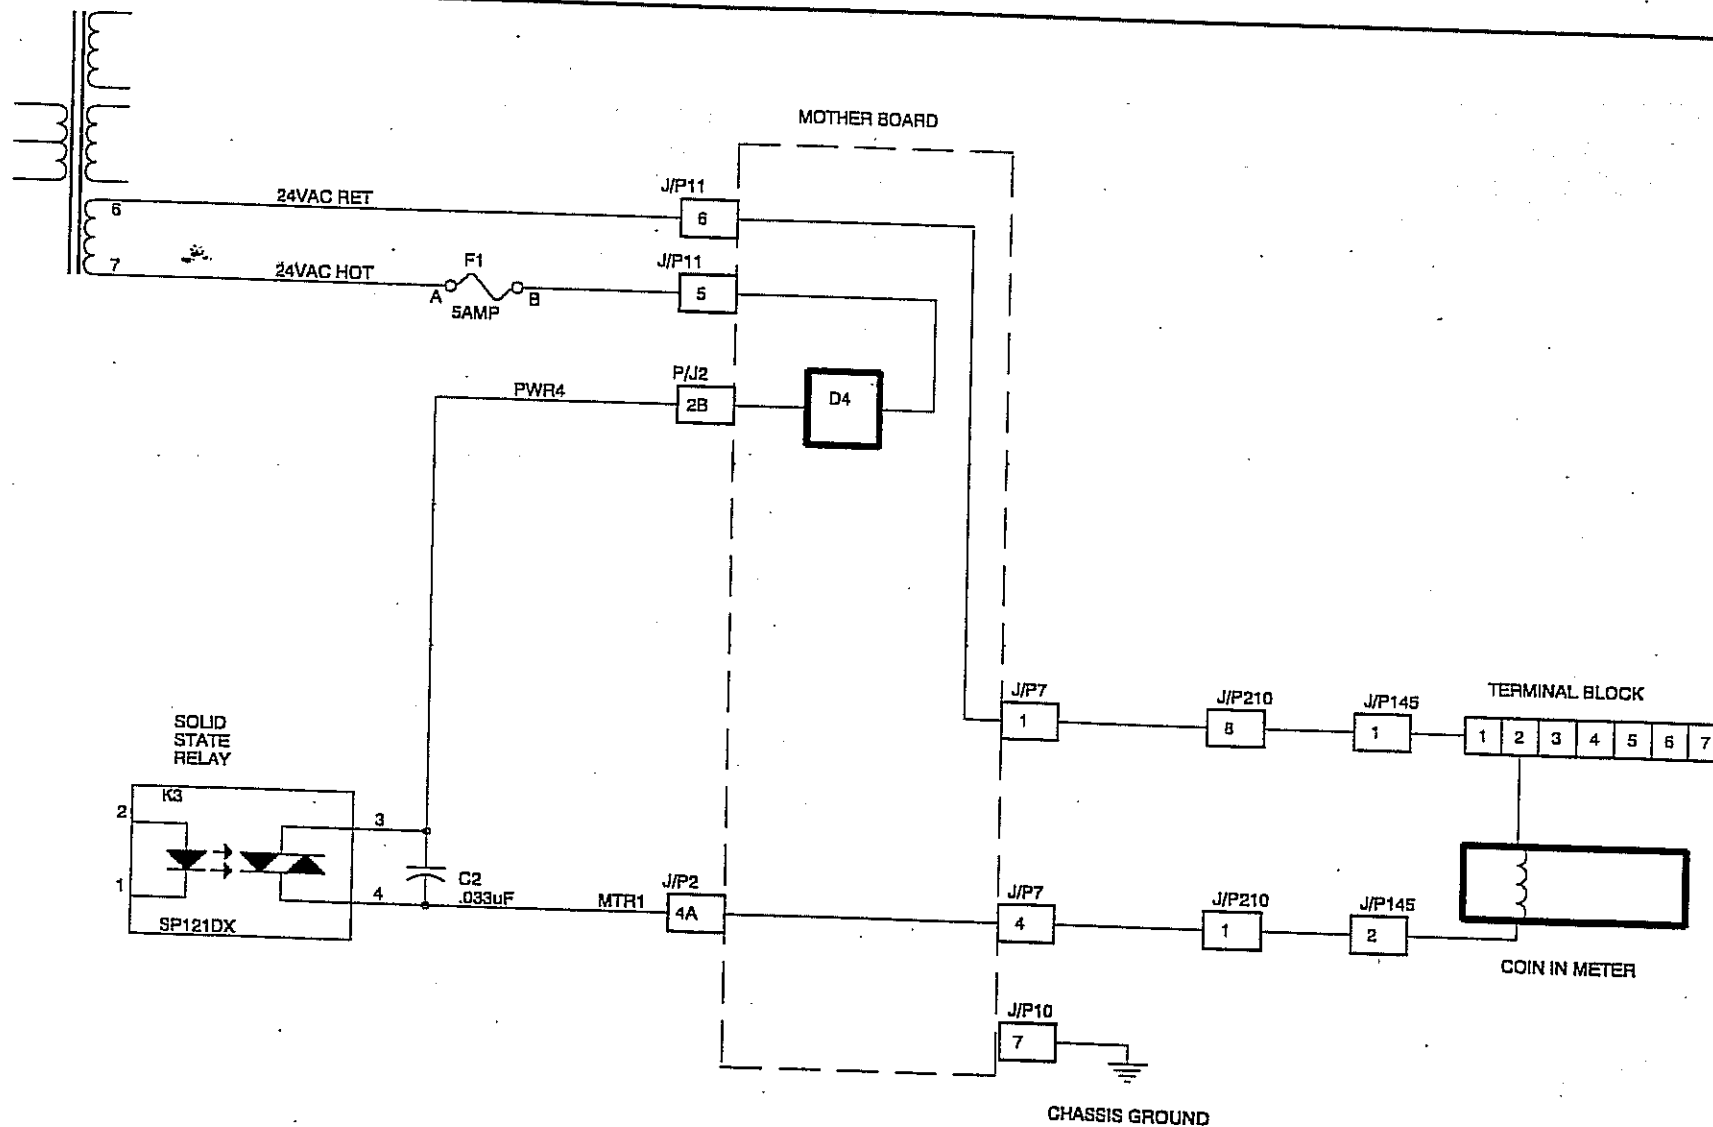 MOTHER BOARD
J/P11
24VAC RET
6
6
J/P11
7
24VAC HOT
F1
A
B
5
5AMP
P/J2
PWR4
2B
D4
J/P7
J/P210
J/P145
TERMINAL BLOCK
1
8
1
1 2 3 4 5 6 7
SOLID
STATE
RELAY
K3
2
3
1
4
C2
.033uF
MTR1
J/P2
4A
J/P7
4
J/P210
1
J/P145
2
SP121DX
COIN IN METER
J/P10
7
CHASSIS GROUND